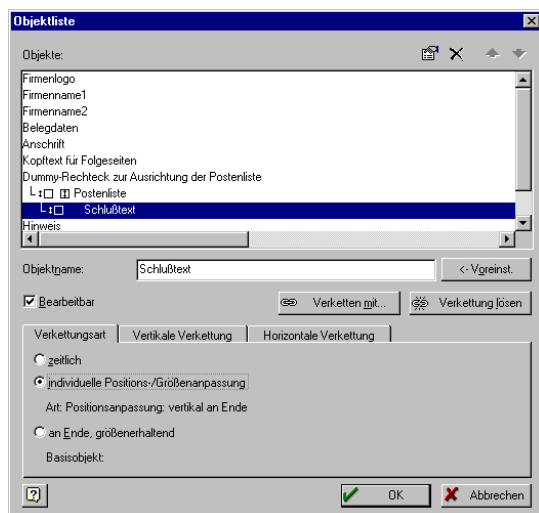 Objektliste
Objekte:
Firmenlogo
Firmenname1
Firmenname2
Belegdaten
Anschrift
Kopftext für Folgeseiten
Dummy-Rechteck zur Ausrichtung der Postenliste
Postenliste
Schlußtext
Hinweis
Objektname: Schlußtext <- Voreinst.
Bearbeitbar Verketten mit... Verkettung lösen
Verkettungsart Vertikale Verkettung Horizontale Verkettung
zeitlich
individuelle Positions-/Größenanpassung
Art: Positionsanpassung: vertikal an Ende
an Ende, größenerhaltend
Basisobjekt:
? OK Abbrechen